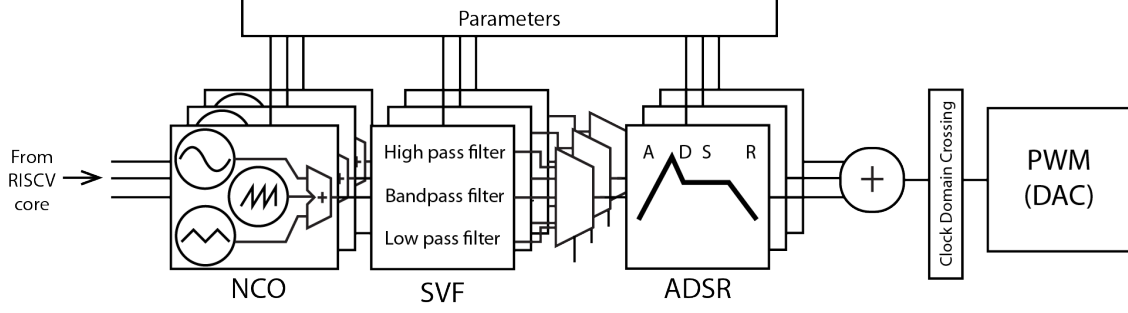 Parameters
From
RISCV
core
+
High pass filter
Bandpass filter
Low pass filter
A D S R
+
Clock Domain Crossing
PWM
(DAC)
NCO
SVF
ADSR